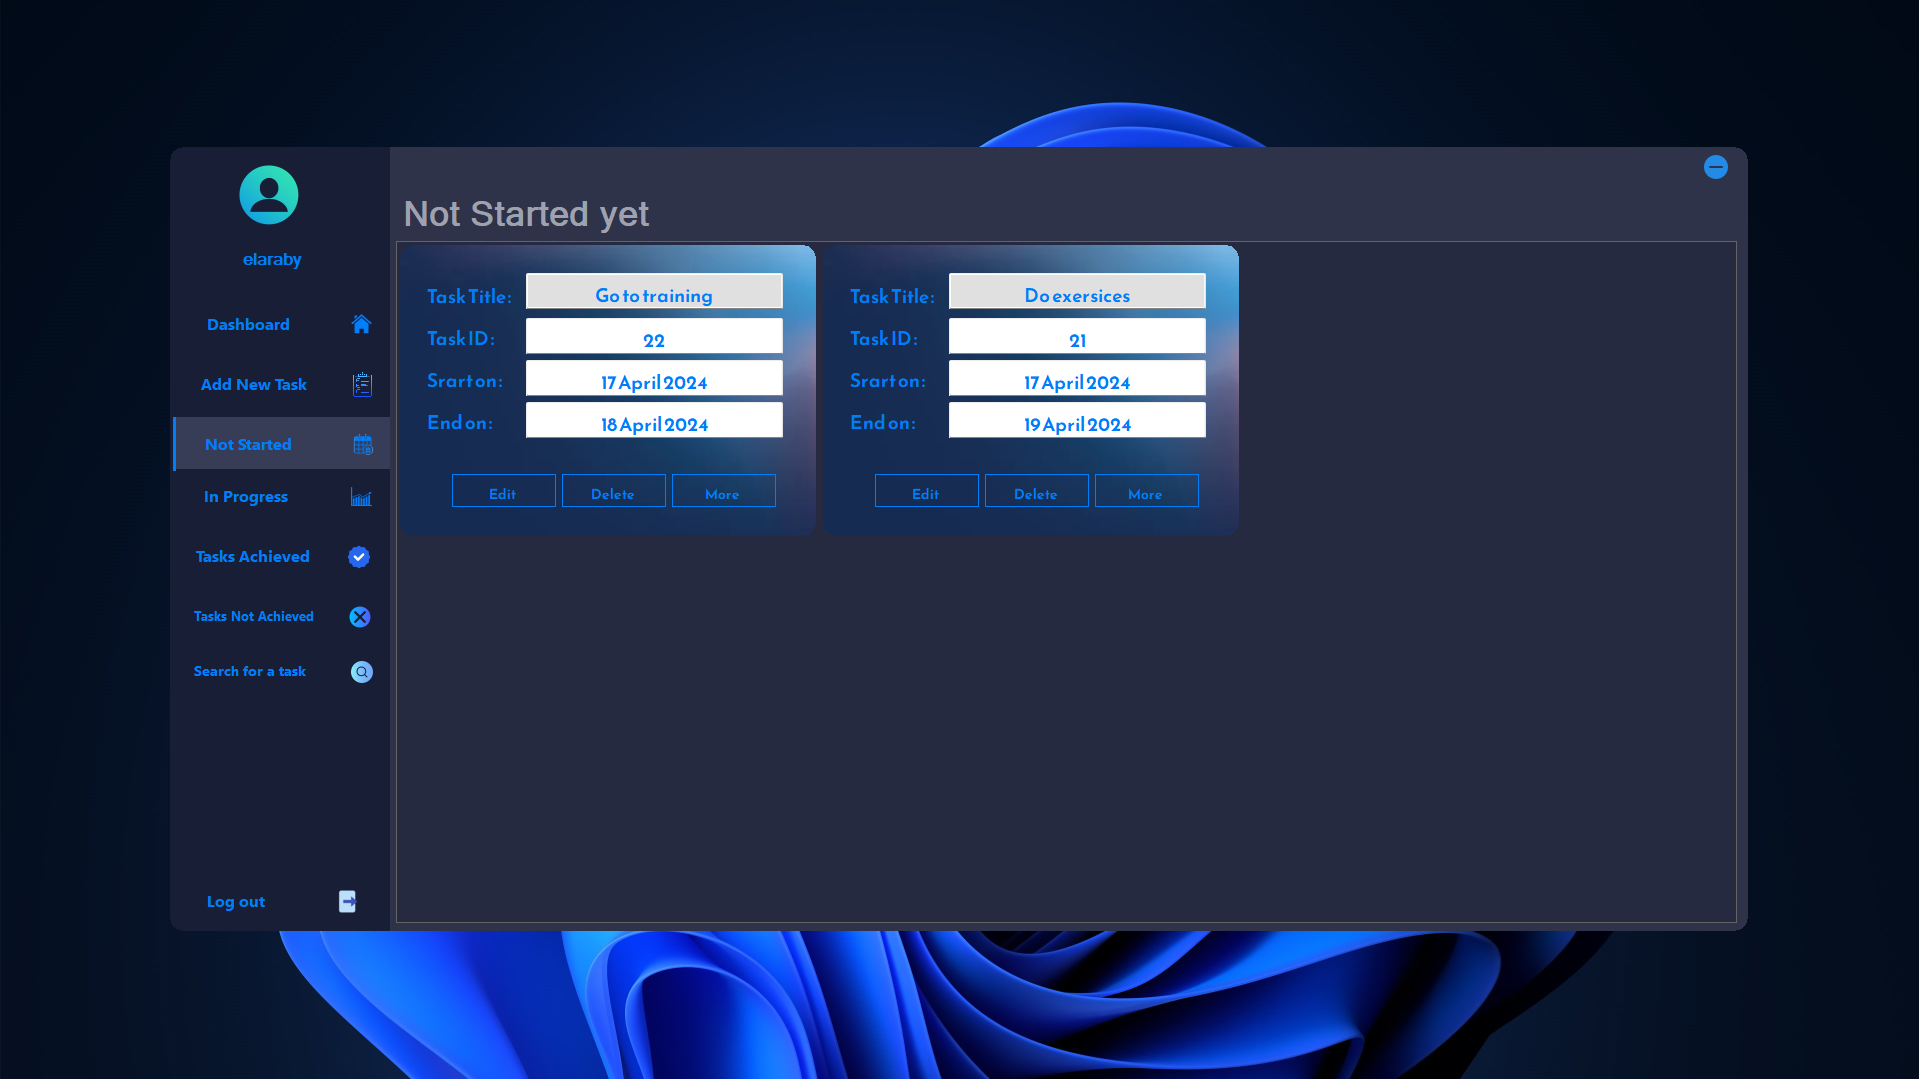 elaraby
Dashboard
Add New Task
Not Started
In Progress
Tasks Achieved
Tasks Not Achieved
Search for a task
Log out
Not Started yet
Task Title: Go to training
Task ID: 22
Srart on: 17 April 2024
End on: 18 April 2024
Edit Delete More
Task Title: Do exersices
Task ID: 21
Srart on: 17 April 2024
End on: 19 April 2024
Edit Delete More